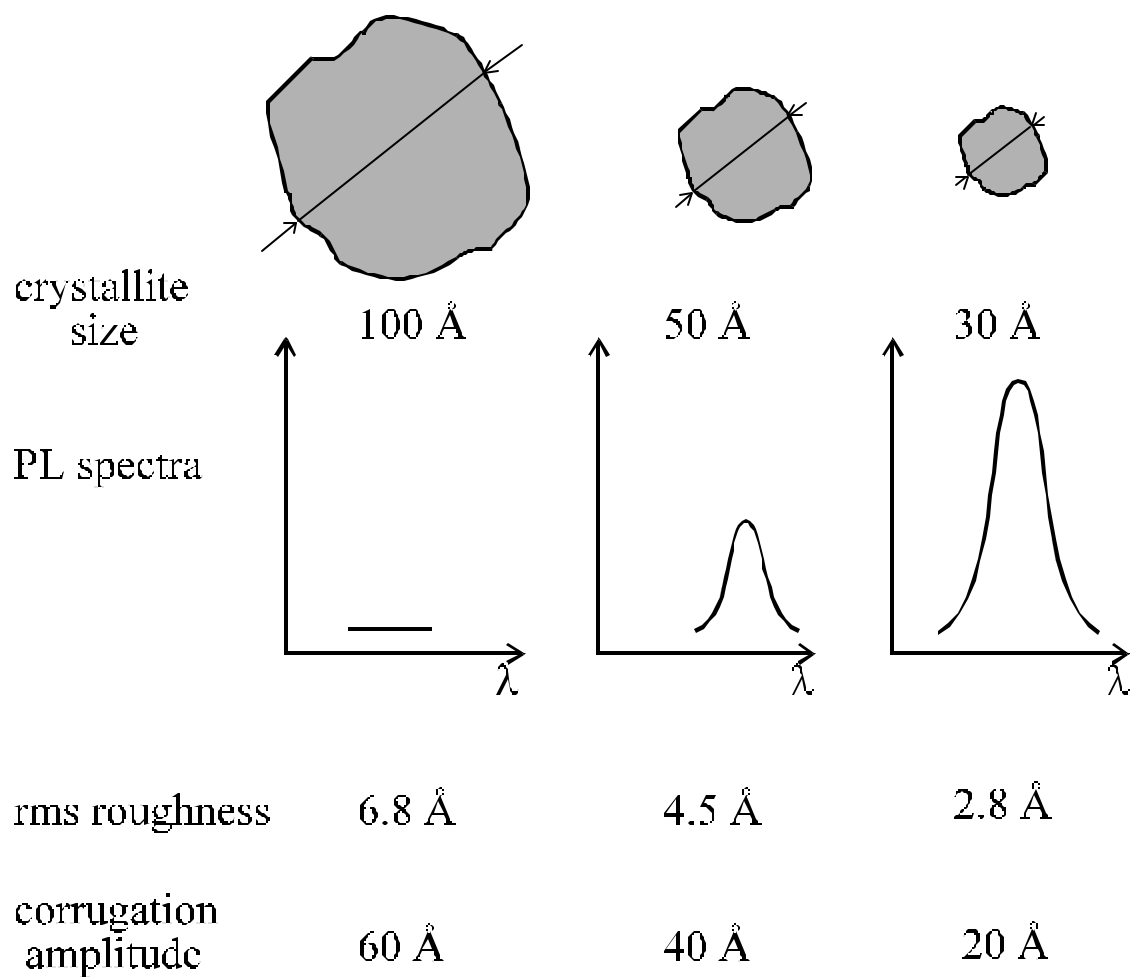 crystallite
size
100 Å
50 Å
30 Å
PL spectra
λ
λ
λ
rms roughness
6.8 Å
4.5 Å
2.8 Å
corrugation
amplitude
60 Å
40 Å
20 Å